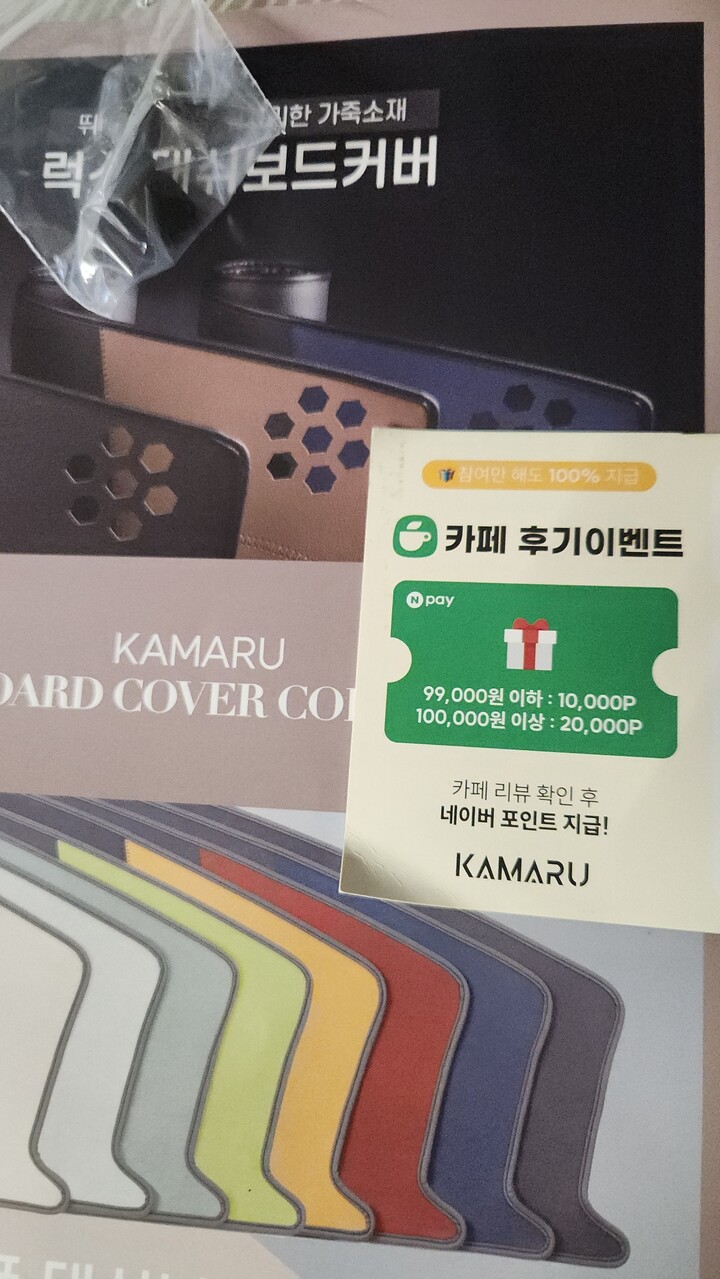 한 가죽소재
보드커버
KAMARU
COVER
참여만 해도 100% 지급
카페 후기이벤트
N pay
99,000원 이하 : 10,000P
100,000원 이상 : 20,000P
카페 리뷰 확인 후
네이버 포인트 지급!
KAMARU